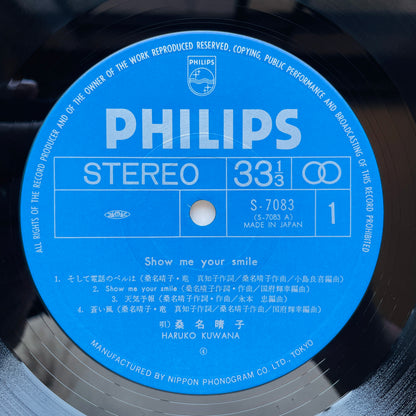 ALL RIGHTS OF THE RECORD PRODUCER AND OF THE OWNER OF THE WORK REPRODUCED RESERVED, COPYING, PUBLIC PERFORMANCE AND BROADCASTING OF THIS RECORD PROHIBITED
PHILIPS
PHILIPS
STEREO 33 1/3
S-7083
(S-7083 A)
MADE IN JAPAN
1
Show me your smile
1. そして電話のベルは (桑名晴子・竜 真知子作詞／桑名晴子作曲／小島良喜編曲)
2. Show me your smile (桑名晴子作詞・作曲／国府輝幸編曲)
3. 天気予報 (桑名晴子作詞・作曲／永本 忠編曲)
4. 蒼い風 (桑名晴子・竜 真知子作詞／桑名晴子作曲／国府輝幸編曲)
唄) 桑名晴子
HARUKO KUWANA
4
MANUFACTURED BY NIPPON PHONOGRAM CO. LTD., TOKYO